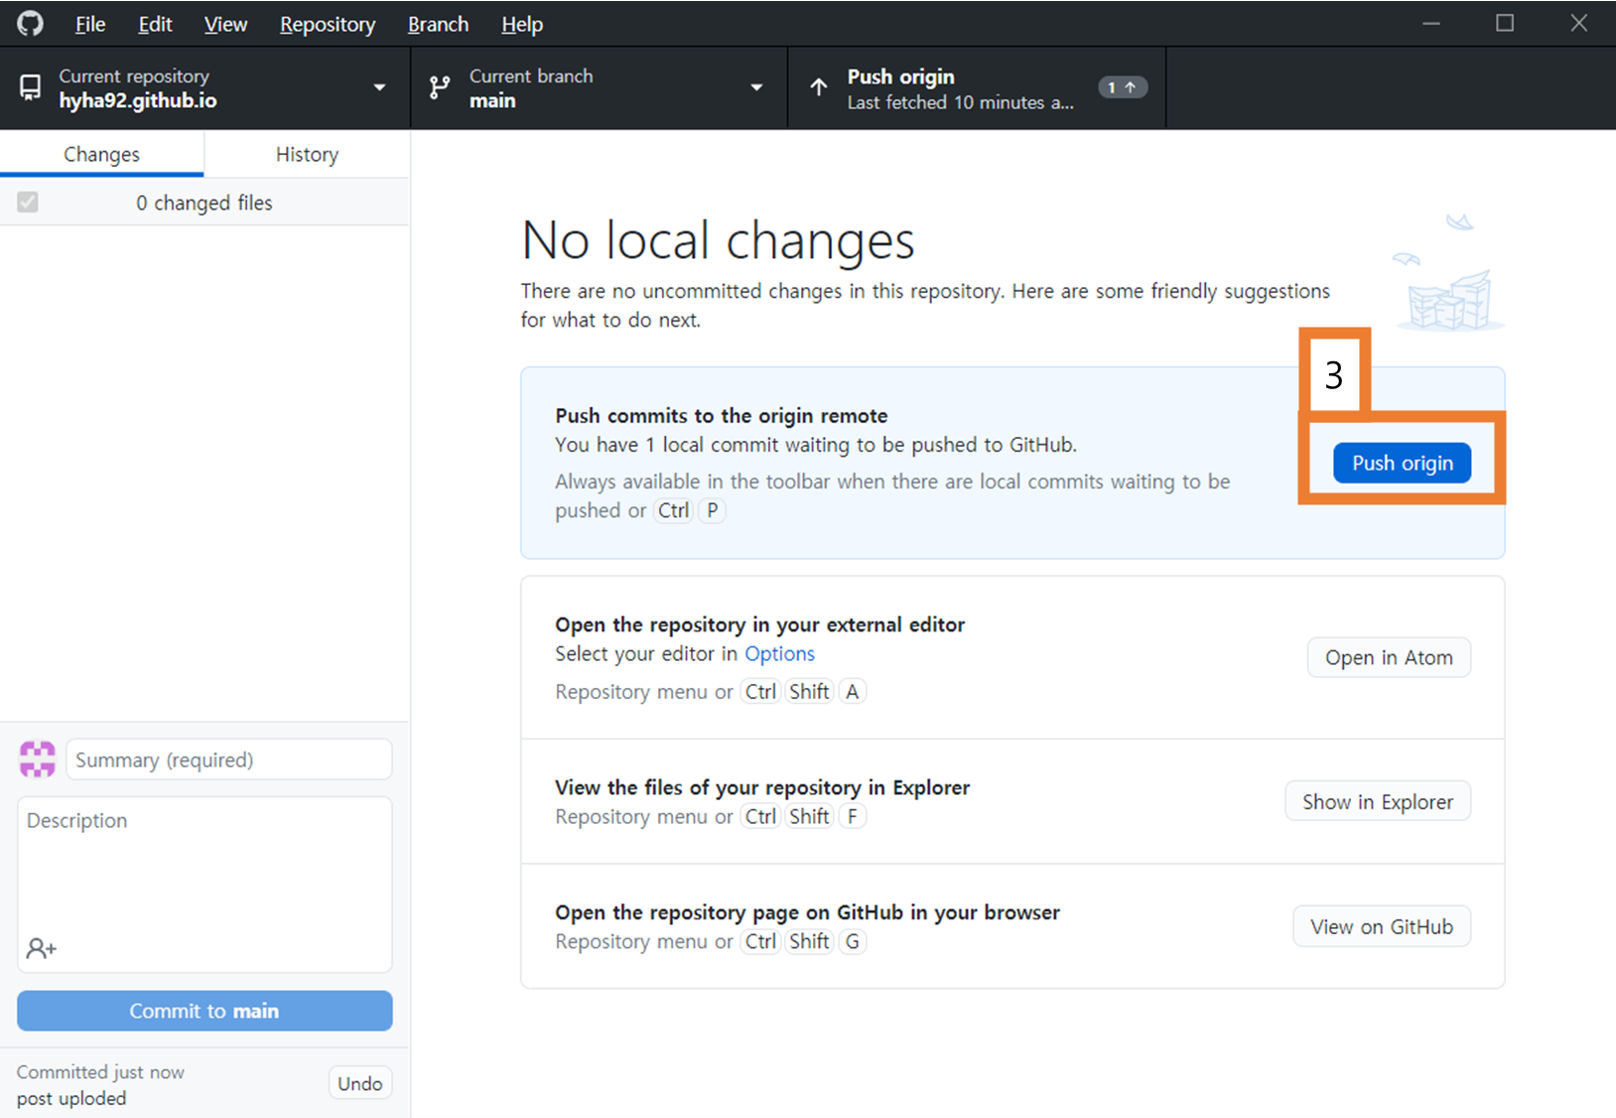 File Edit View Repository Branch Help
Current repository
hyha92.github.io
Current branch
main
Push origin
Last fetched 10 minutes a...
1
Changes History
0 changed files
No local changes
There are no uncommitted changes in this repository. Here are some friendly suggestions
for what to do next.
3
Push commits to the origin remote
You have 1 local commit waiting to be pushed to GitHub.
Always available in the toolbar when there are local commits waiting to be
pushed or Ctrl P
Push origin
Open the repository in your external editor
Select your editor in Options
Repository menu or Ctrl Shift A
Open in Atom
View the files of your repository in Explorer
Repository menu or Ctrl Shift F
Show in Explorer
Open the repository page on GitHub in your browser
Repository menu or Ctrl Shift G
View on GitHub
Summary (required)
Description
Commit to main
Committed just now
post uploded
Undo